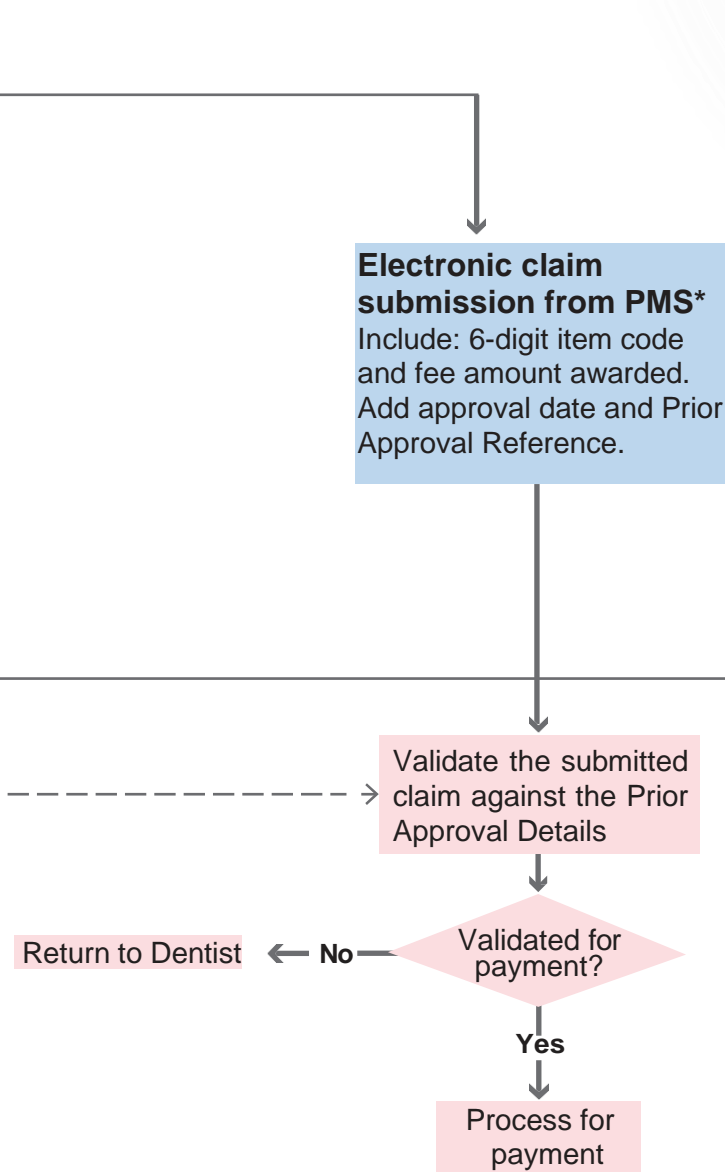 Electronic claim
submission from PMS*
Include: 6-digit item code
and fee amount awarded.
Add approval date and Prior
Approval Reference.
Validate the submitted
claim against the Prior
Approval Details
Return to Dentist
No
Validated for
payment?
Yes
Process for
payment